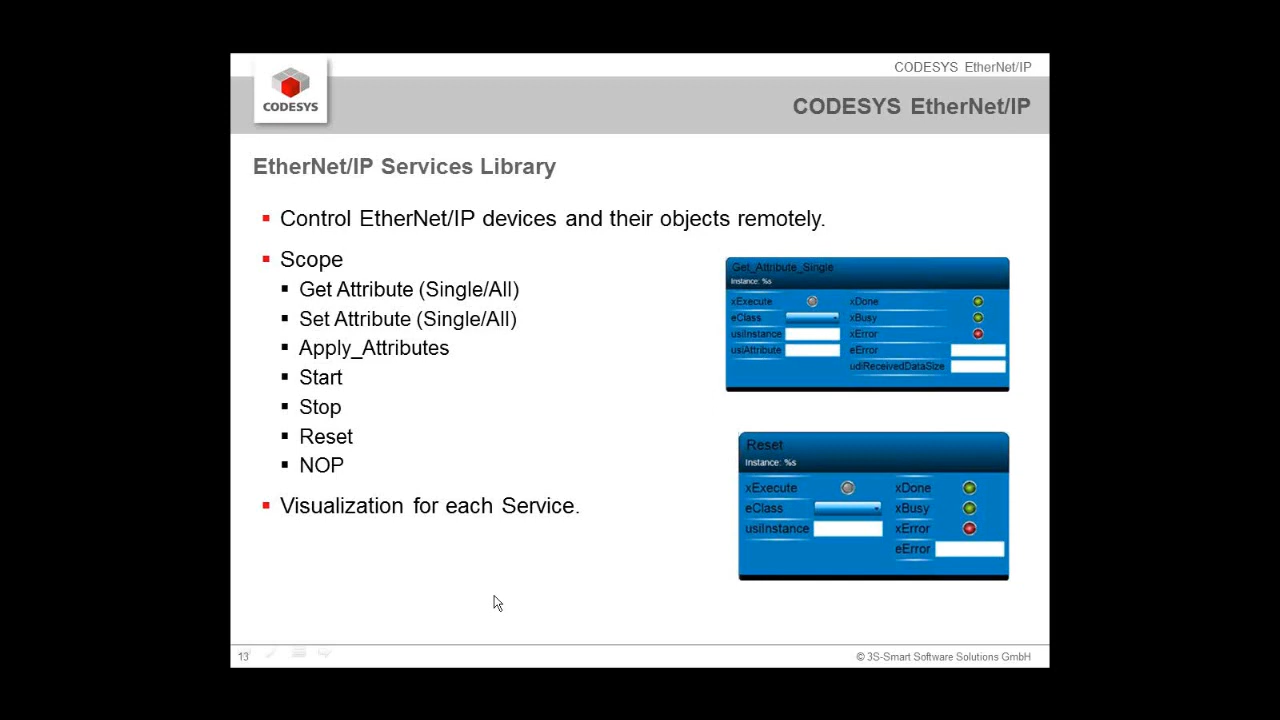 CODESYS EtherNet/IP
CODESYS
CODESYS EtherNet/IP
EtherNet/IP Services Library
Control EtherNet/IP devices and their objects remotely.
Scope
Get Attribute (Single/All)
Set Attribute (Single/All)
Apply_Attributes
Start
Stop
Reset
NOP
Visualization for each Service.
Get_Attribute_Single
Instance: %s
xExecute xDone
eClass xBusy
usiInstance xError
usiAttribute eError
udiReceivedDataSize
Reset
Instance: %s
xExecute xDone
eClass xBusy
usiInstance xError
eError
13
© 3S-Smart Software Solutions GmbH